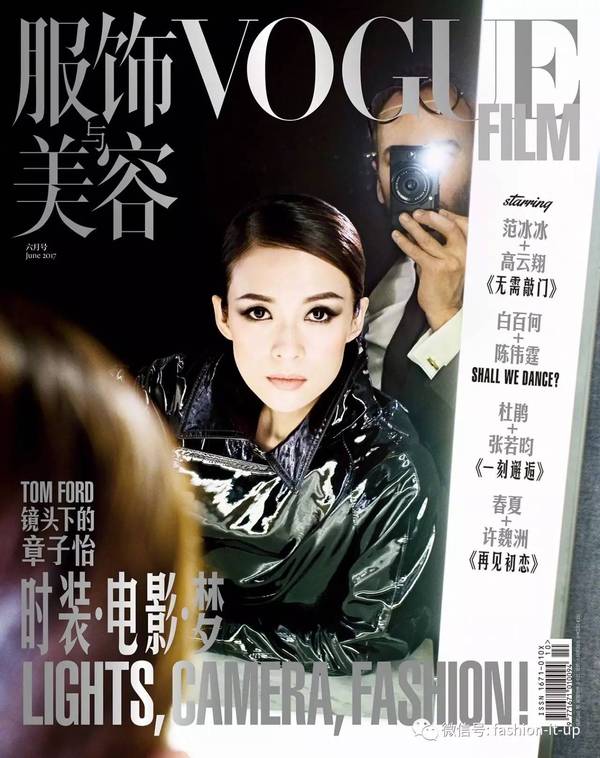 服饰与美容
VOGUE
FILM
六月号
June 2017
starring
范冰冰
+
高云翔
《无需敲门》
白百何
+
陈伟霆
SHALL WE DANCE?
杜鹃
+
张若昀
《一刻邂逅》
春夏
+
许魏洲
《再见初恋》
TOM FORD
镜头下的
章子怡
时装·电影·梦
LIGHTS, CAMERA, FASHION!
ISSN 1671-010X
10>
9 771671 010094
微信号: fashion-it-up